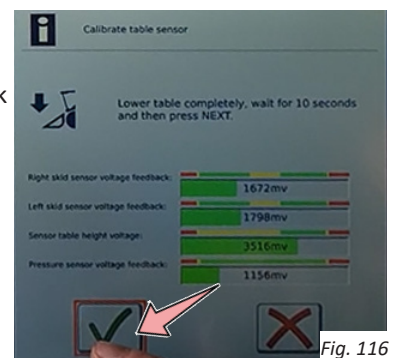 i
Calibrate table sensor
k
Lower table completely, wait for 10 seconds
and then press NEXT.
Right skid sensor voltage feedback:
1672mv
Left skid sensor voltage feedback:
1798mv
Sensor table height voltage:
3516mv
Pressure sensor voltage feedback:
1156mv
Fig. 116